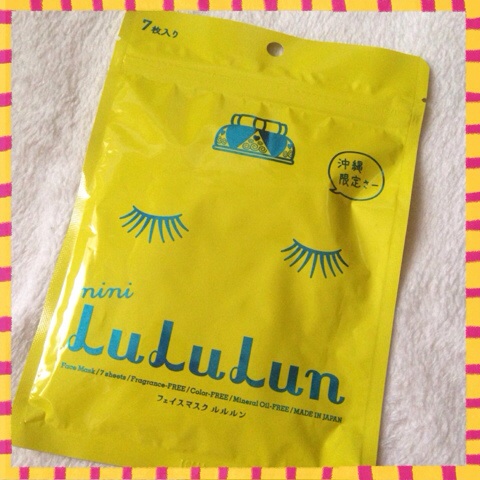 7枚入り
沖縄
限定さー
mini
LuLuLun
Face Mask / 7 sheets / Fragrance-FREE / Color-FREE / Mineral Oil-FREE / MADE IN JAPAN
フェイスマスク ルルルン